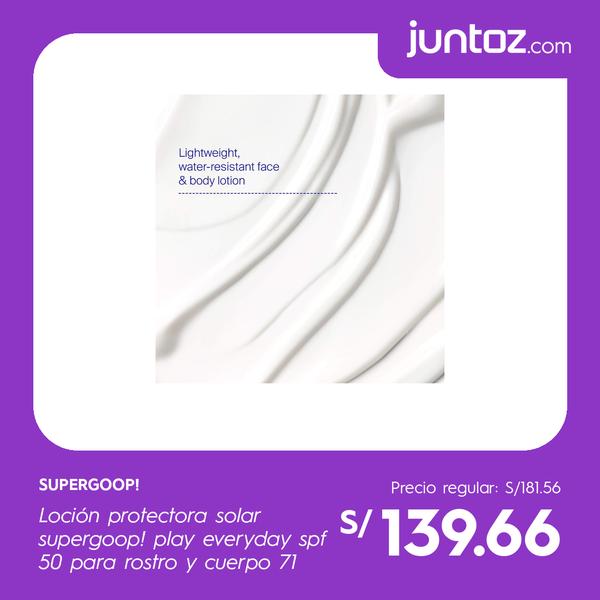 juntoz.com
Lightweight,
water-resistant face
& body lotion
SUPERGOOP!
Loción protectora solar
supergoop! play everyday spf
50 para rostro y cuerpo 71
Precio regular: S/181.56
S/139.66